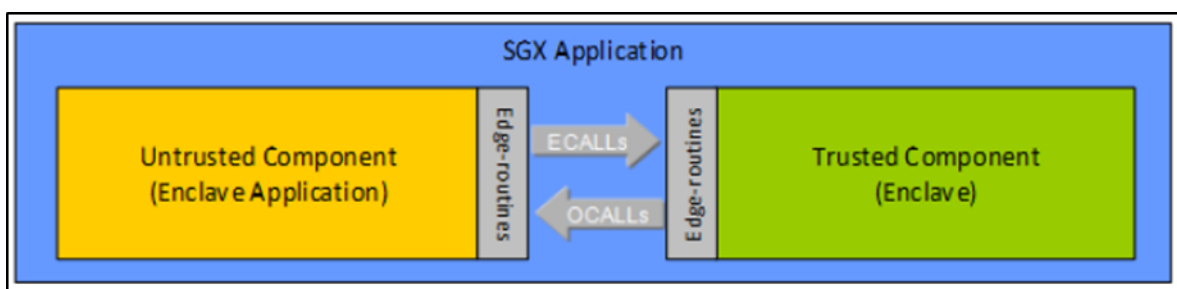 SGX Application
Untrusted Component
(Enclave Application)
Edge-routines
ECALLs
OCALLs
Edge-routines
Trusted Component
(Enclave)